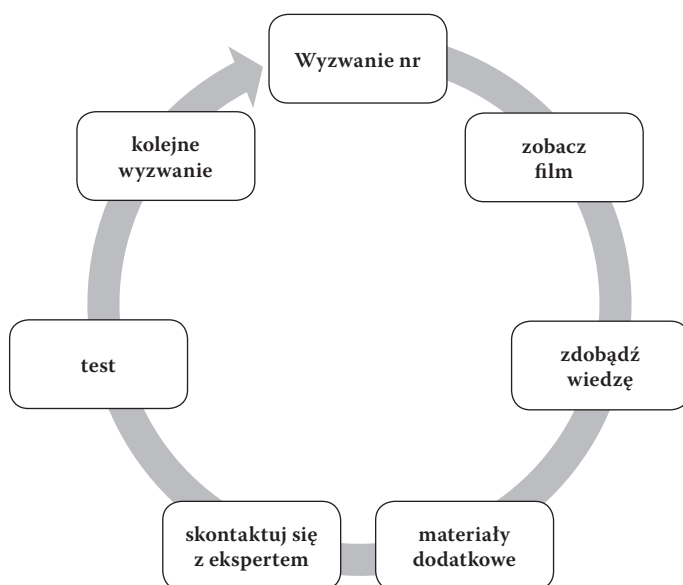 Wyzwanie nr
zobacz
film
zdobądź
wiedzę
materiały
dodatkowe
skontaktuj się
z ekspertem
test
kolejne
wyzwanie